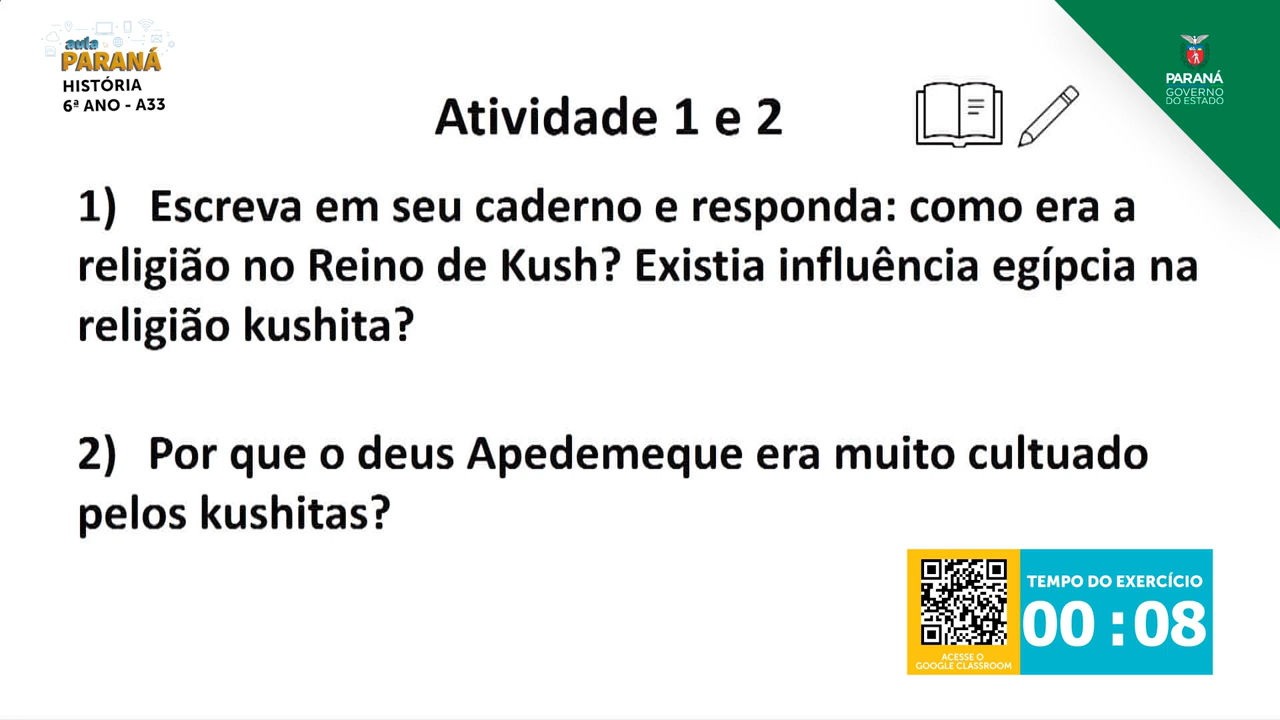 aula
PARANÁ
HISTÓRIA
6º ANO - A33
PARANÁ
GOVERNO
DO ESTADO
Atividade 1 e 2
1) Escreva em seu caderno e responda: como era a
religião no Reino de Kush? Existia influência egípcia na
religião kushita?
2) Por que o deus Apedemeque era muito cultuado
pelos kushitas?
TEMPO DO EXERCÍCIO
00 : 08
ACESSE O
GOOGLE CLASSROOM